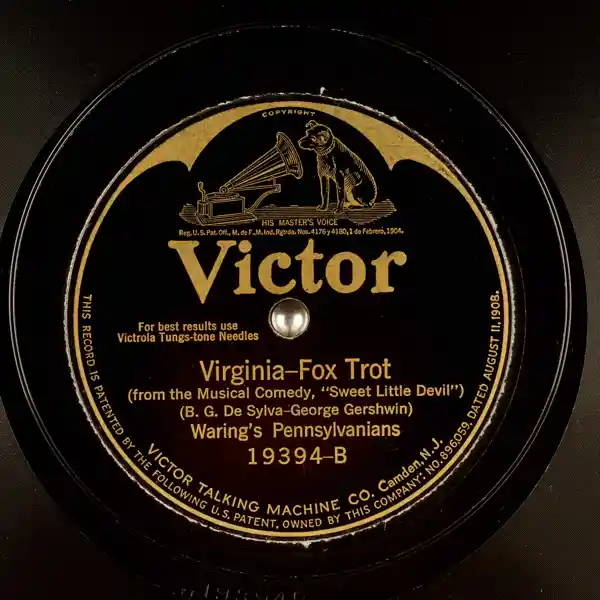 COPYRIGHT
HIS MASTER'S VOICE
Reg. U.S. Pat. Off., M. de F., M. Ind. Rgtrda. Nos. 4176 y 4180, 1 de Febrero, 1904.
Victor
For best results use
Victrola Tungs-tone Needles
Virginia–Fox Trot
(from the Musical Comedy, "Sweet Little Devil")
(B. G. De Sylva–George Gershwin)
Waring's Pennsylvanians
19394–B
VICTOR TALKING MACHINE CO. Camden, N. J.
THIS RECORD IS PATENTED BY THE FOLLOWING U.S. PATENT, OWNED BY THIS COMPANY: NO. 896059, DATED AUGUST 11, 1908.